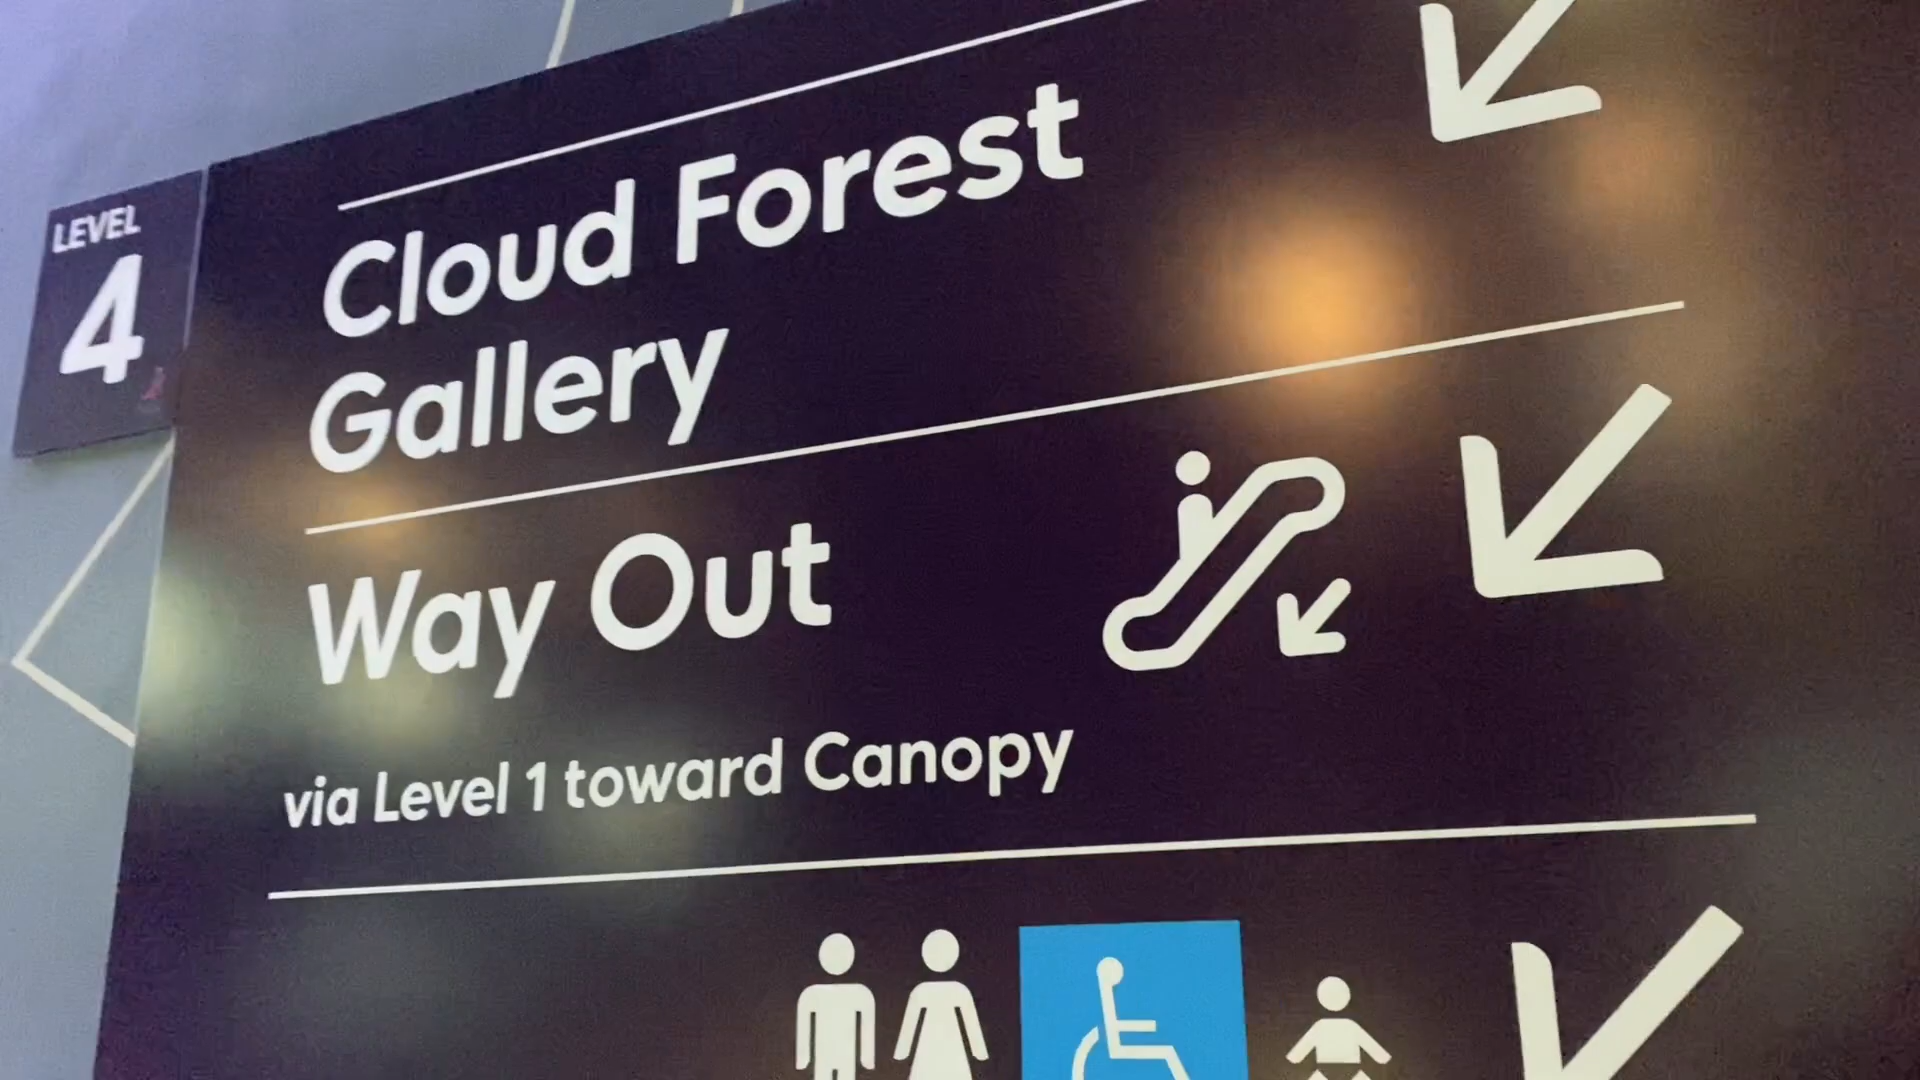 LEVEL
4
Cloud Forest
Gallery
Way Out
via Level 1 toward Canopy